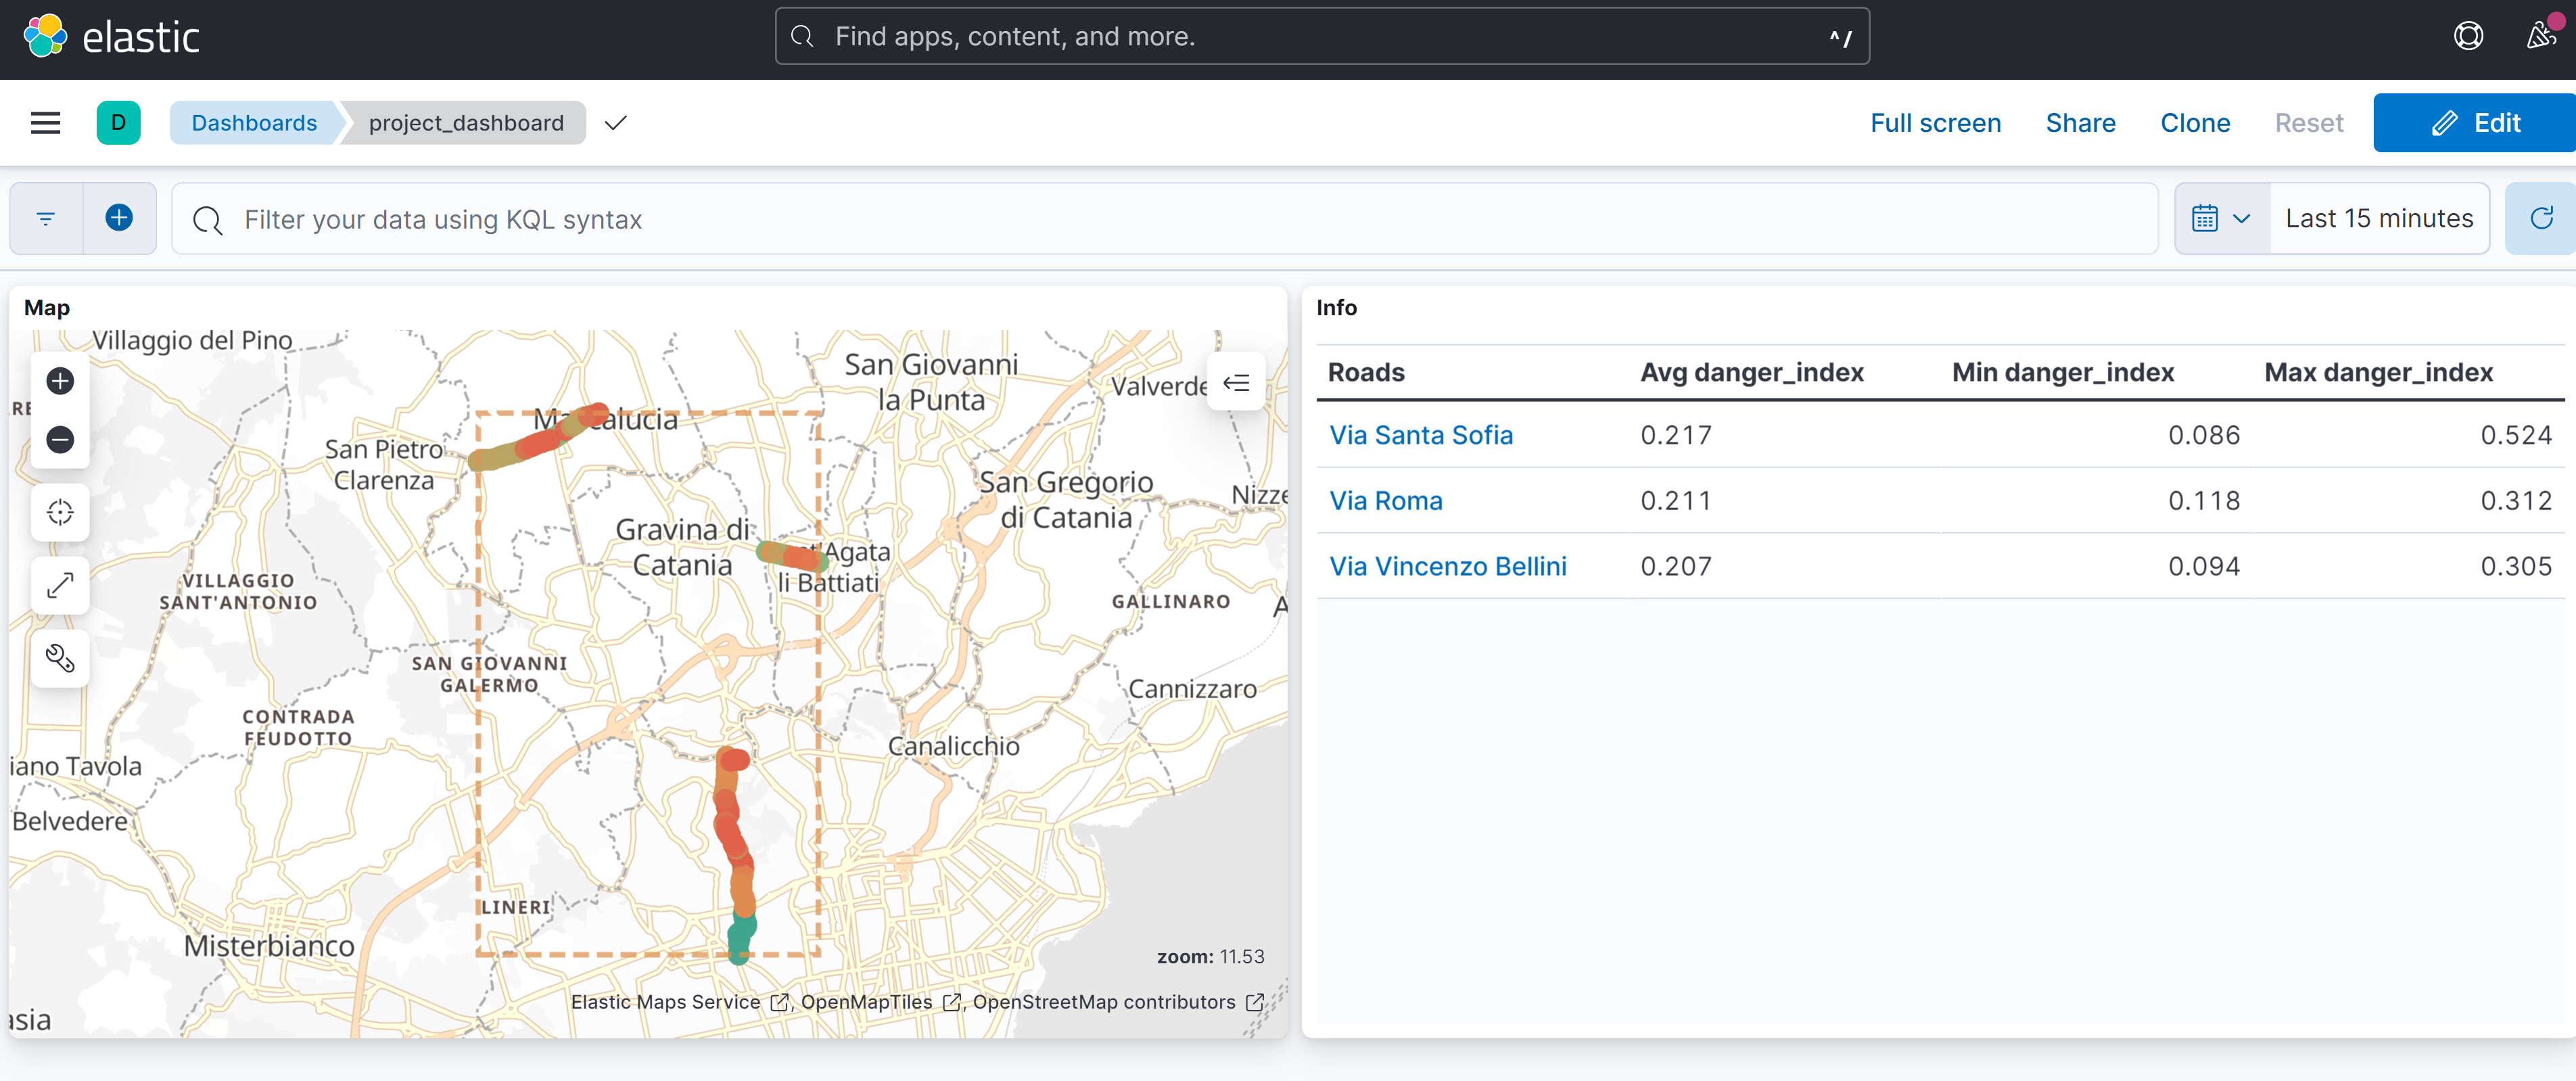 elastic
Find apps, content, and more.
^/
D
Dashboards
project_dashboard
Full screen
Share
Clone
Reset
Edit
Filter your data using KQL syntax
Last 15 minutes
Map
Villaggio del Pino
San Giovanni
la Punta
Valverde
San Pietro
Clarenza
San Gregorio
di Catania
Gravina di
Catania
li Battiati
VILLAGGIO
SANT'ANTONIO
GALLINARO
SAN GIOVANNI
GALERMO
Cannizzaro
CONTRADA
FEUDOTTO
Canalicchio
iano Tavola
Belvedere
LINERI
Misterbianco
asia
zoom: 11.53
Elastic Maps Service , OpenMapTiles , OpenStreetMap contributors
Info
Roads Avg danger_index Min danger_index Max danger_index
Via Santa Sofia 0.217 0.086 0.524
Via Roma 0.211 0.118 0.312
Via Vincenzo Bellini 0.207 0.094 0.305